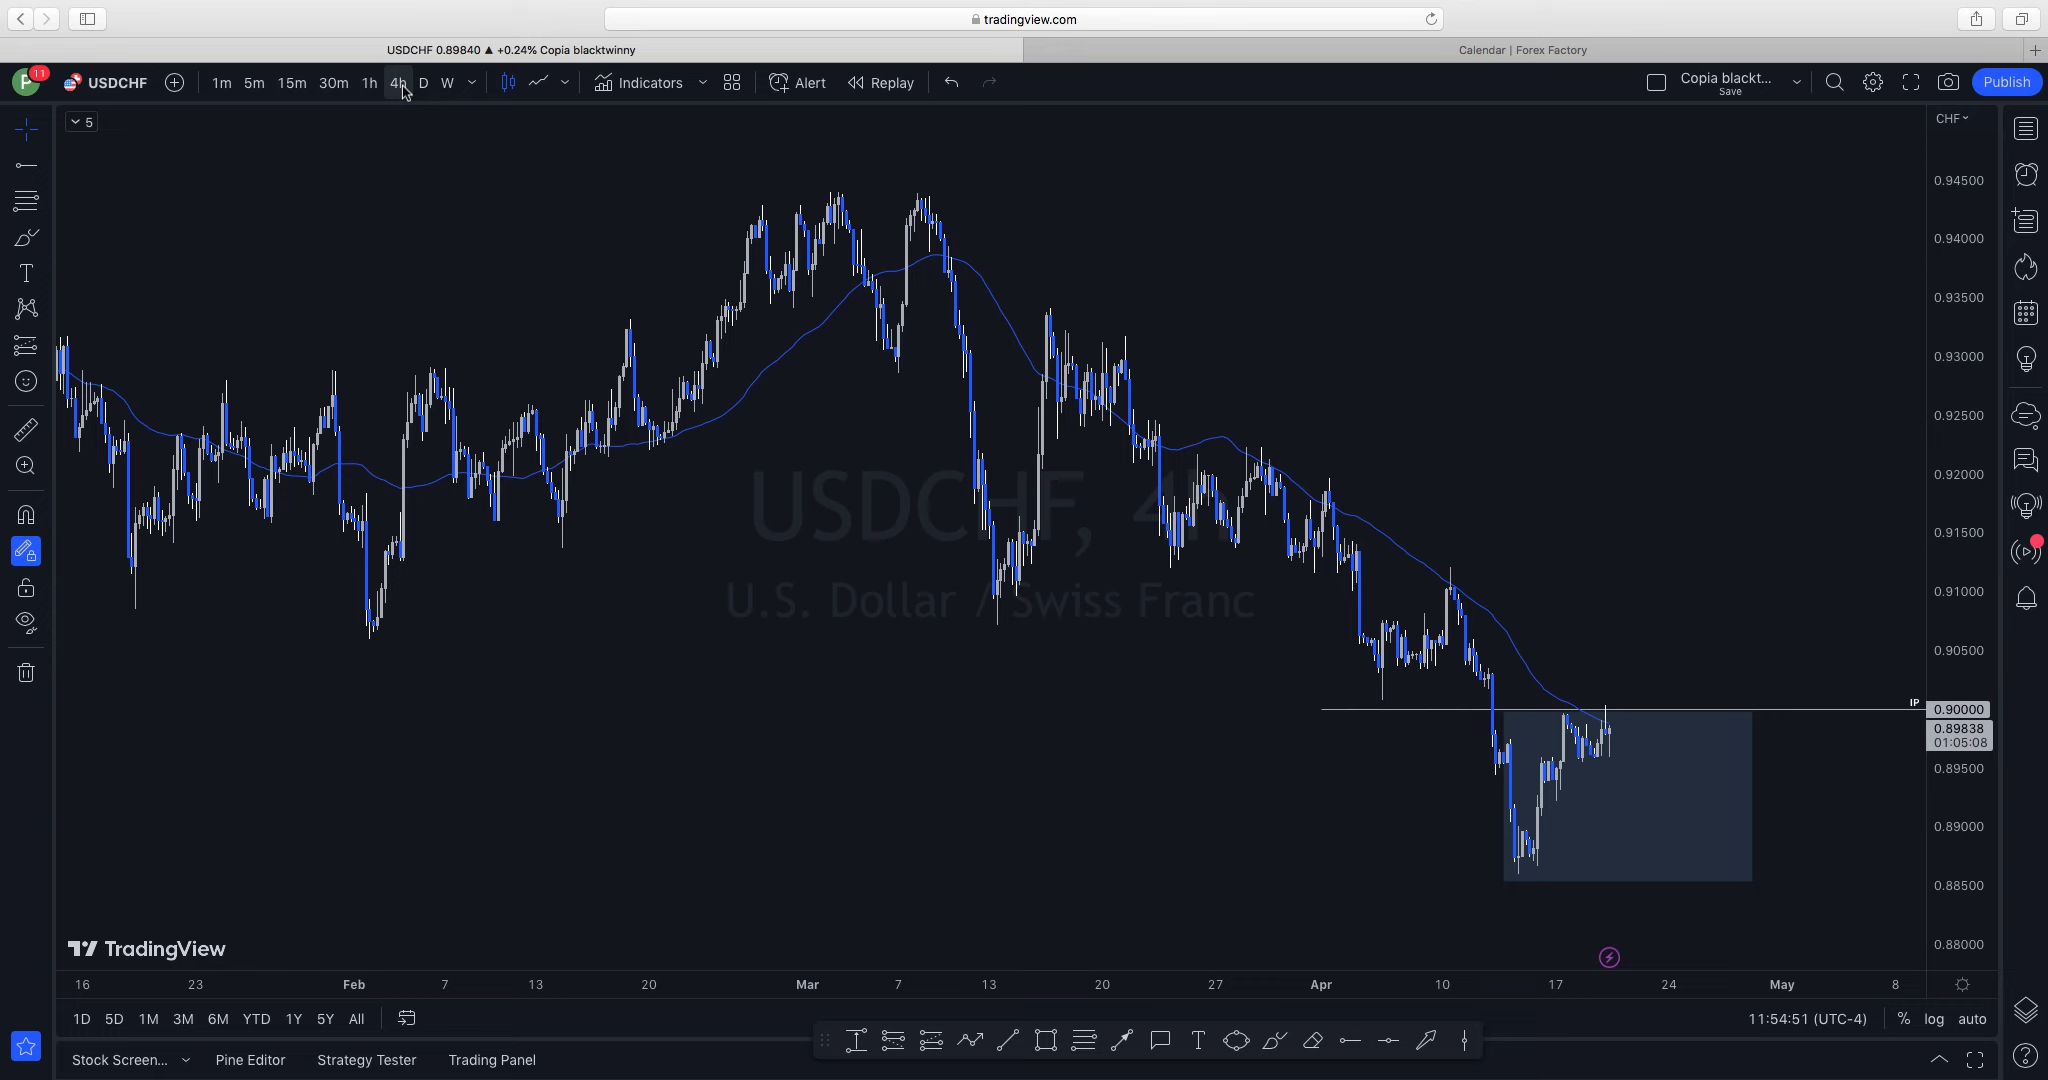 tradingview.com
USDCHF 0.89840 ▲ +0.24% Copia blacktwinny
Calendar | Forex Factory
P 11 USDCHF 1m 5m 15m 30m 1h 4h D W Indicators Alert Replay Copia blackt... Save Publish
5
CHF
0.94500
0.94000
0.93500
0.93000
0.92500
0.92000
USDCHF, 4h
0.91500
U.S. Dollar / Swiss Franc
0.91000
0.90500
IP 0.90000
0.89838
01:05:08
0.89500
0.89000
0.88500
TradingView
0.88000
16 23 Feb 7 13 20 Mar 7 13 20 27 Apr 10 17 24 May 8
1D 5D 1M 3M 6M YTD 1Y 5Y All 11:54:51 (UTC-4) % log auto
Stock Screen... Pine Editor Strategy Tester Trading Panel